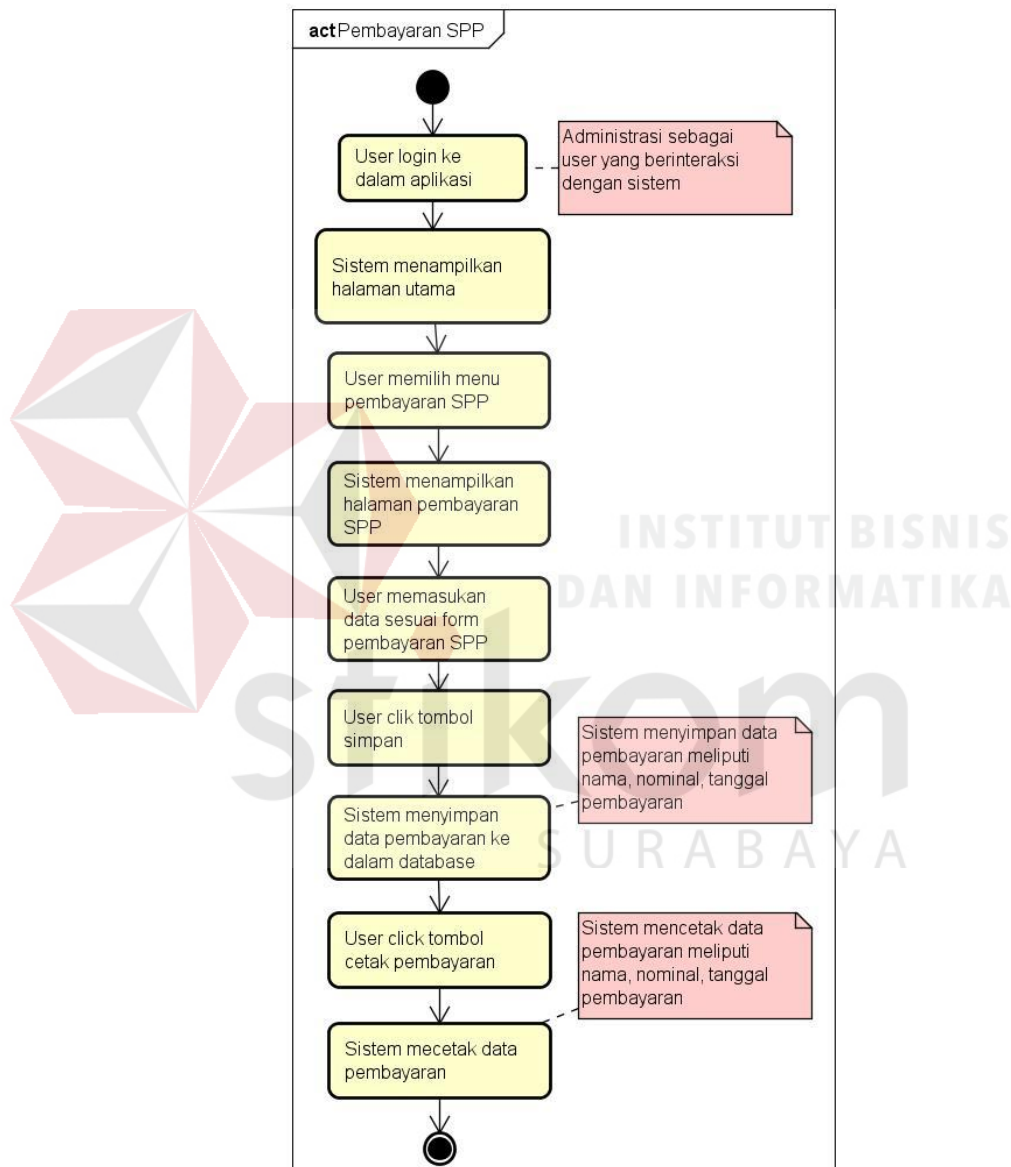 act Pembayaran SPP
User login ke
dalam aplikasi
Administrasi sebagai
user yang berinteraksi
dengan sistem
Sistem menampilkan
halaman utama
User memilih menu
pembayaran SPP
Sistem menampilkan
halaman pembayaran
SPP
User memasukan
data sesuai form
pembayaran SPP
User clik tombol
simpan
Sistem menyimpan data
pembayaran meliputi
nama, nominal, tanggal
pembayaran
Sistem menyimpan
data pembayaran ke
dalam database
User click tombol
cetak pembayaran
Sistem mencetak data
pembayaran meliputi
nama, nominal, tanggal
pembayaran
Sistem mecetak data
pembayaran
INSTITUT BISNIS
DAN INFORMATIKA
stikom
SURABAYA